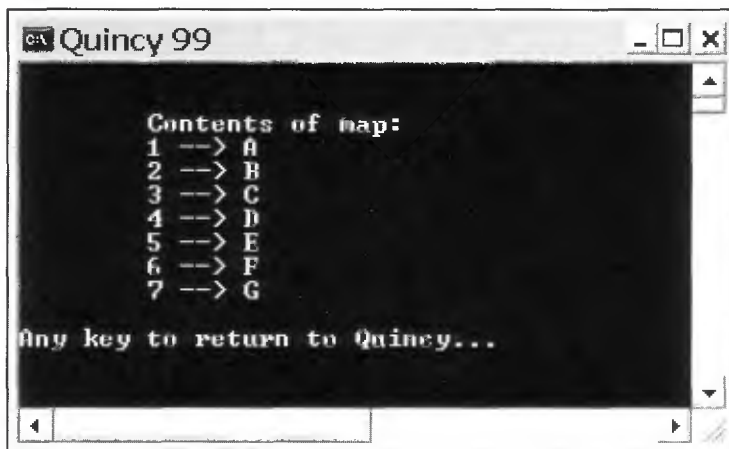 Quincy 99
Contents of map:
1 --> A
2 --> B
3 --> C
4 --> D
5 --> E
6 --> F
7 --> G
Any key to return to Quincy...